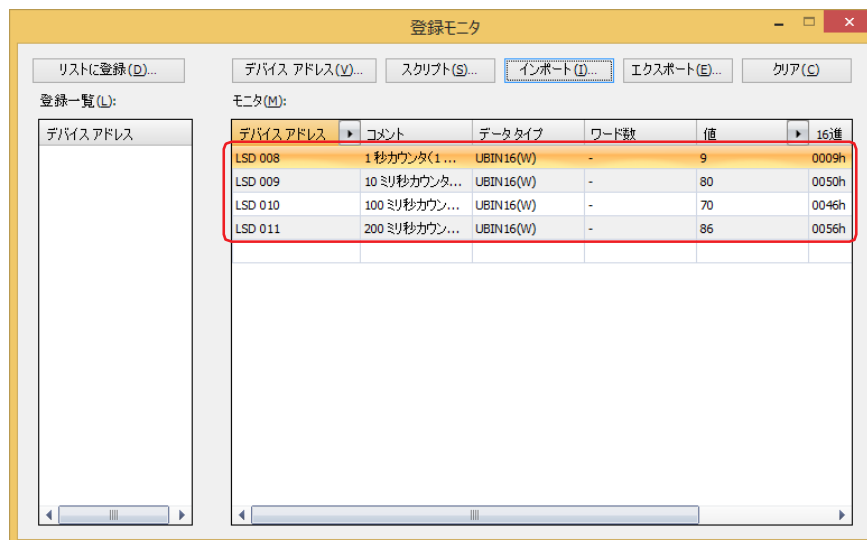 登録モニタ
リストに登録(D)... デバイス アドレス(V)... スクリプト(S)... インポート(I)... エクスポート(E)... クリア(C)
登録一覧(L): モニタ(M):
デバイス アドレス デバイス アドレス コメント データ タイプ ワード数 値 16進
LSD 008 1 秒カウンタ(1 ... UBIN16(W) - 9 0009h
LSD 009 10 ミリ秒カウンタ... UBIN16(W) - 80 0050h
LSD 010 100 ミリ秒カウン... UBIN16(W) - 70 0046h
LSD 011 200 ミリ秒カウン... UBIN16(W) - 86 0056h